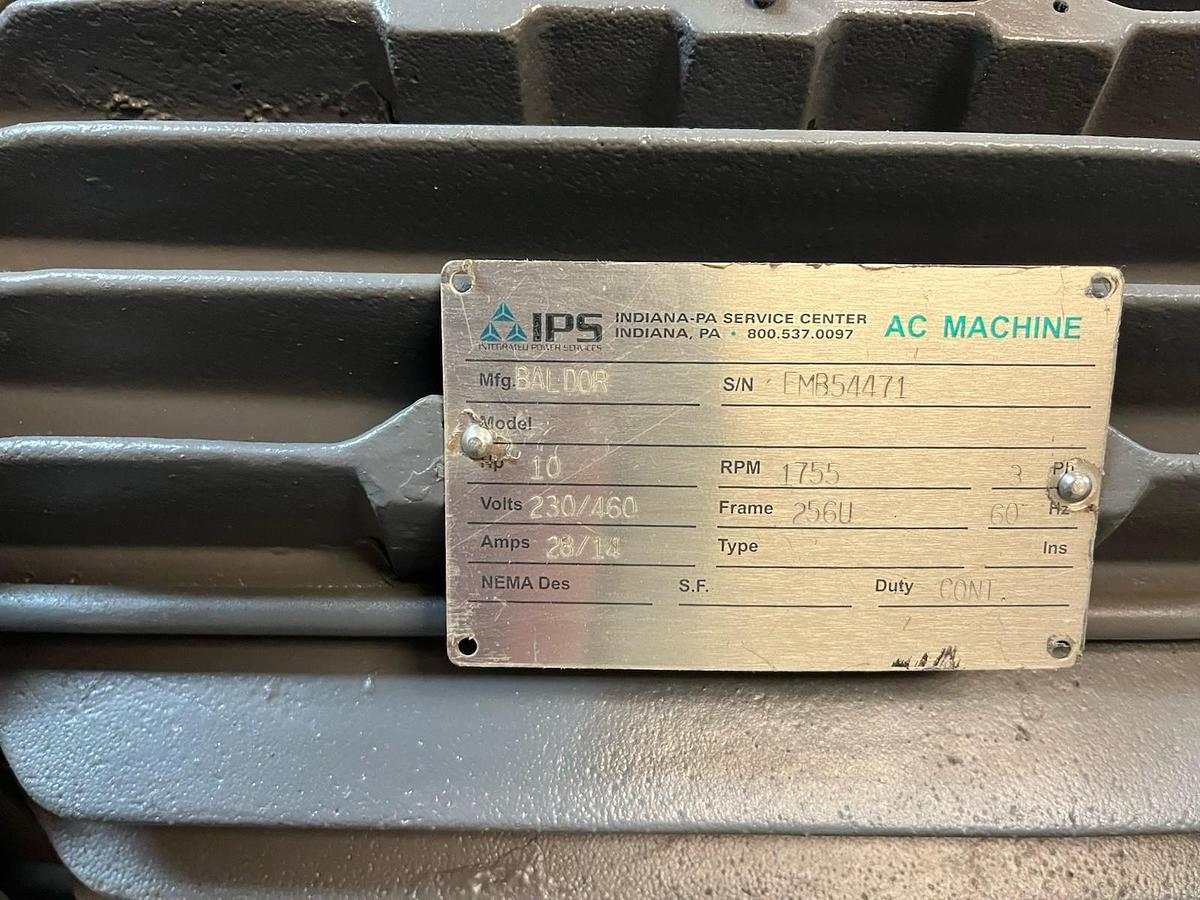 IPS INDIANA-PA SERVICE CENTER AC MACHINE
INTEGRATED POWER SERVICES INDIANA, PA • 800.537.0097
Mfg. BALDOR S/N EMB54471
Model
Hp 10 RPM 1755 3 Ph
Volts 230/460 Frame 256U 60 Hz
Amps 28/14 Type Ins
NEMA Des S.F. Duty CONT.